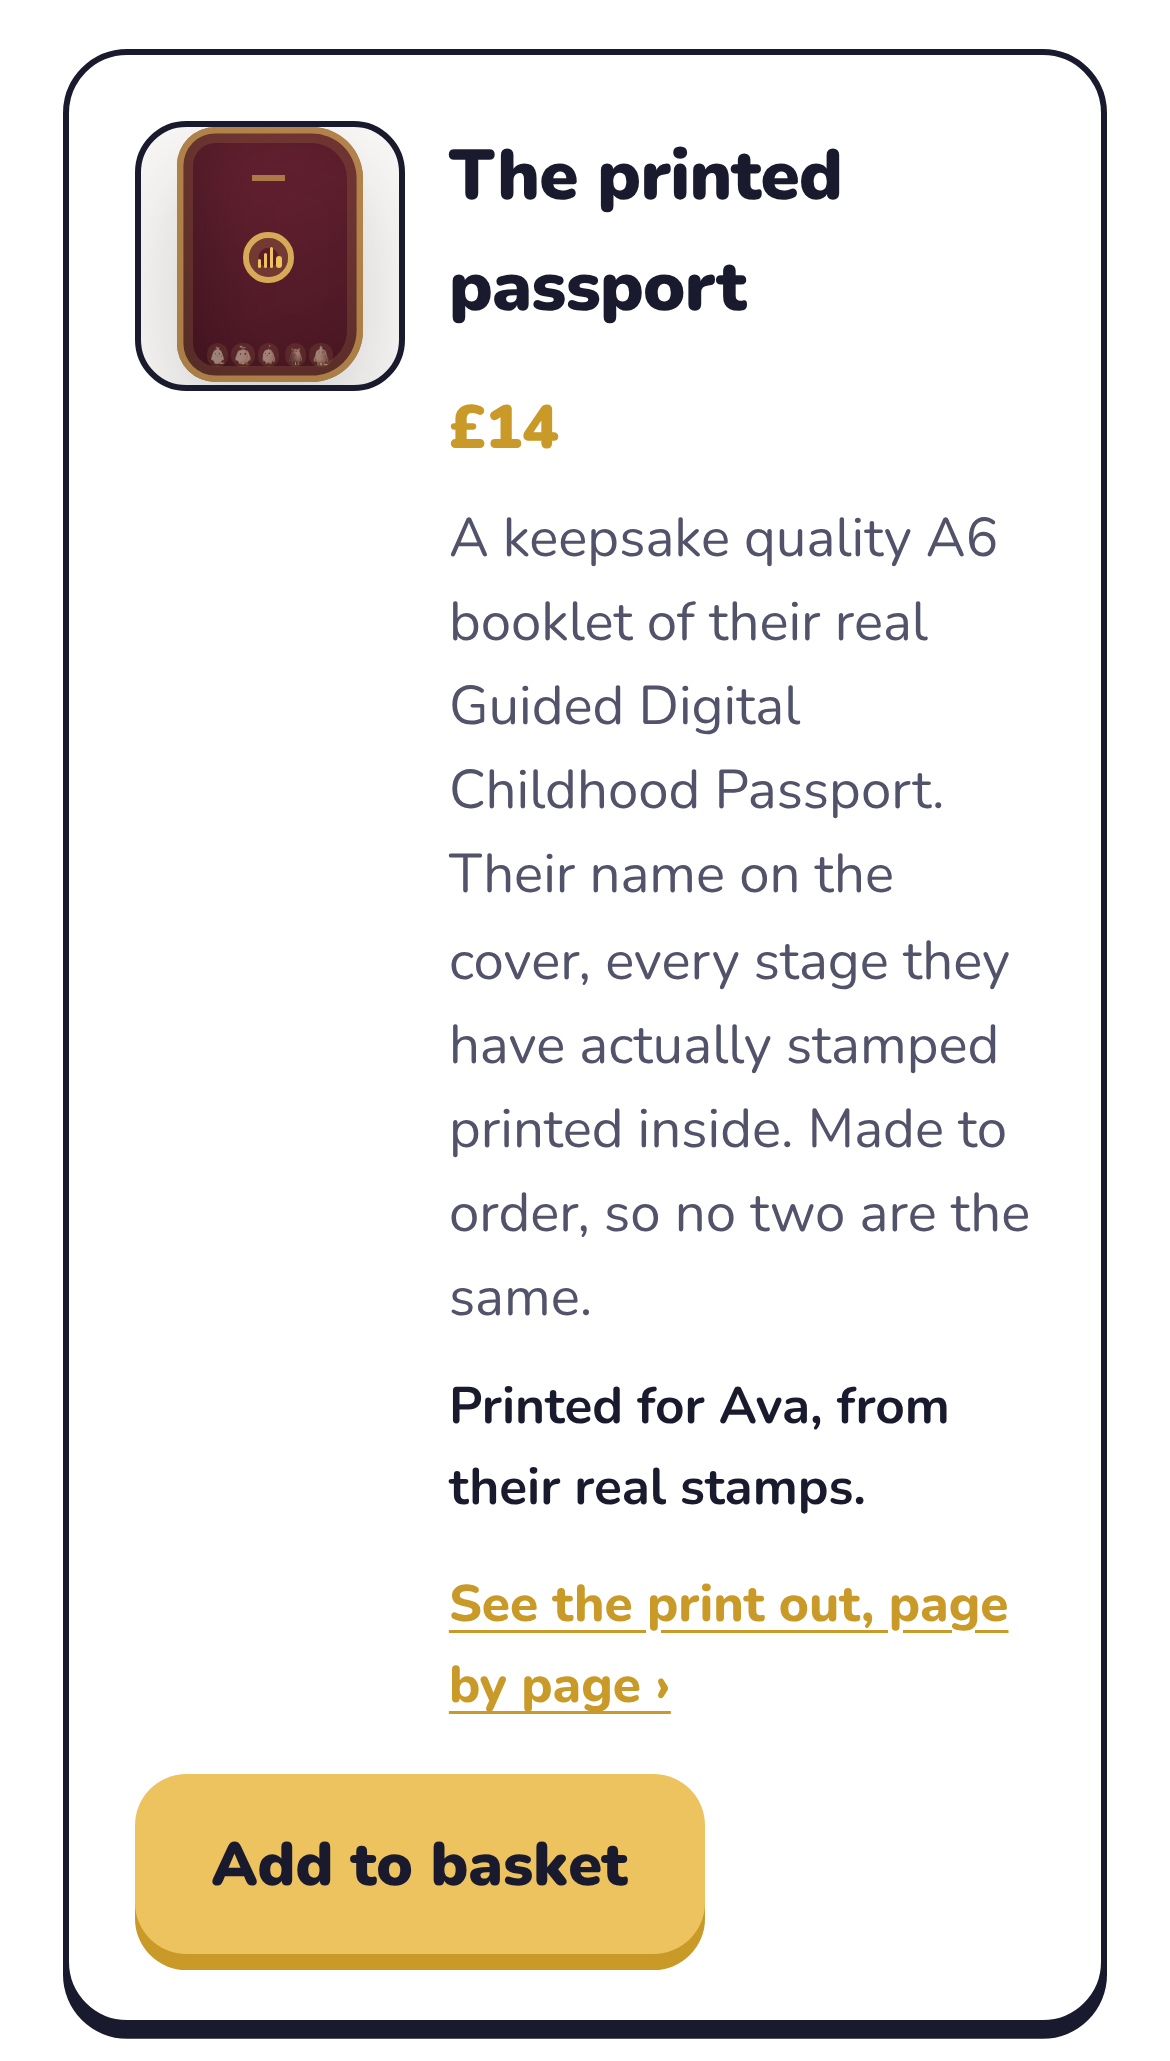 The printed
passport
£14
A keepsake quality A6
booklet of their real
Guided Digital
Childhood Passport.
Their name on the
cover, every stage they
have actually stamped
printed inside. Made to
order, so no two are the
same.
Printed for Ava, from
their real stamps.
See the print out, page
by page ›
Add to basket